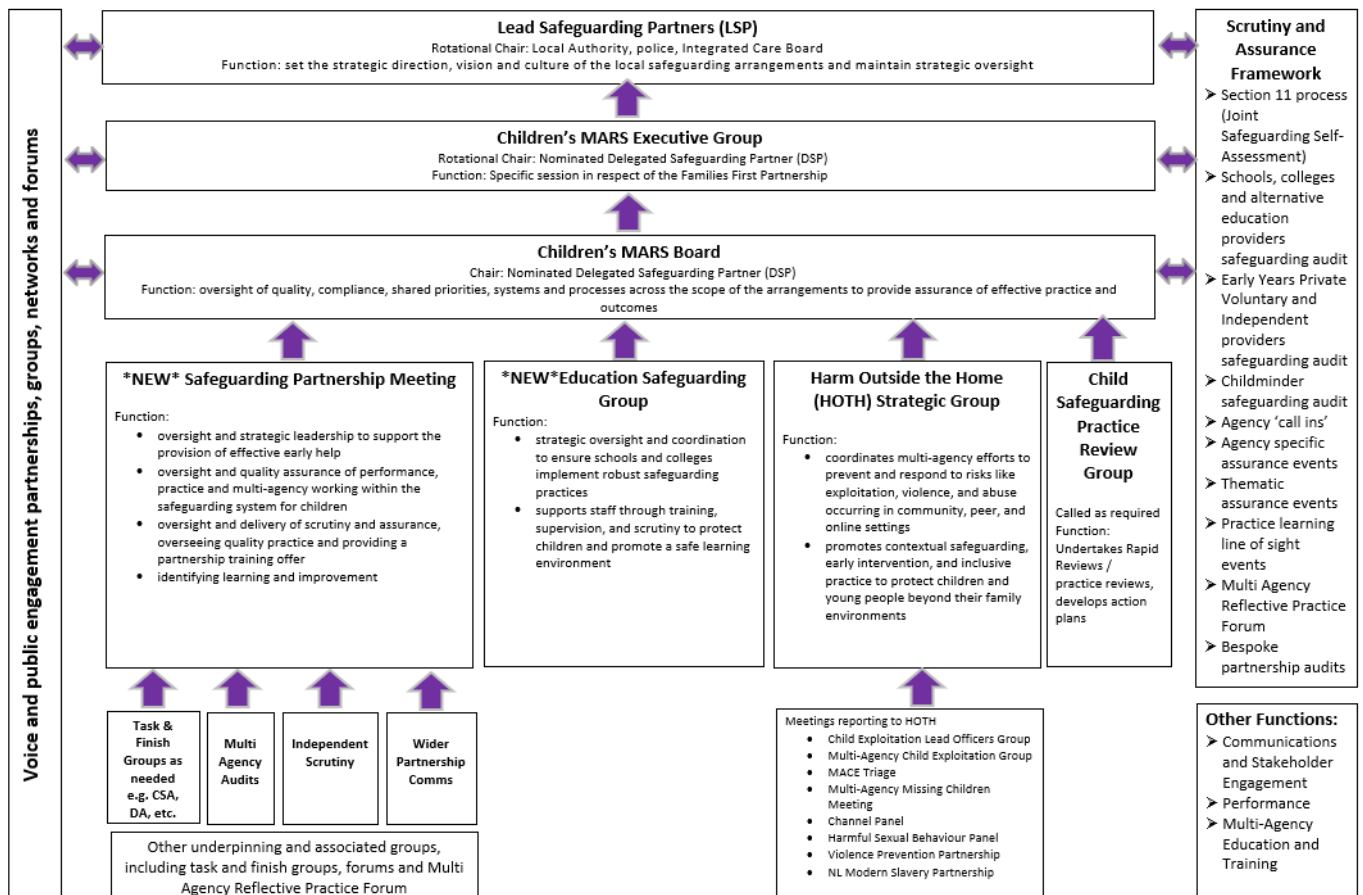 Voice and public engagement partnerships, groups, networks and forums
Lead Safeguarding Partners (LSP)
Rotational Chair: Local Authority, police, Integrated Care Board
Function: set the strategic direction, vision and culture of the local safeguarding arrangements and maintain strategic oversight
Children's MARS Executive Group
Rotational Chair: Nominated Delegated Safeguarding Partner (DSP)
Function: Specific session in respect of the Families First Partnership
Children's MARS Board
Chair: Nominated Delegated Safeguarding Partner (DSP)
Function: oversight of quality, compliance, shared priorities, systems and processes across the scope of the arrangements to provide assurance of effective practice and
outcomes
*NEW* Safeguarding Partnership Meeting
Function:
• oversight and strategic leadership to support the
provision of effective early help
• oversight and quality assurance of performance,
practice and multi-agency working within the
safeguarding system for children
• oversight and delivery of scrutiny and assurance,
overseeing quality practice and providing a
partnership training offer
• identifying learning and improvement
*NEW*Education Safeguarding
Group
Function:
• strategic oversight and coordination
to ensure schools and colleges
implement robust safeguarding
practices
• supports staff through training,
supervision, and scrutiny to protect
children and promote a safe learning
environment
Harm Outside the Home
(HOTH) Strategic Group
Function:
• coordinates multi-agency efforts to
prevent and respond to risks like
exploitation, violence, and abuse
occurring in community, peer, and
online settings
• promotes contextual safeguarding,
early intervention, and inclusive
practice to protect children and
young people beyond their family
environments
Child
Safeguarding
Practice
Review
Group
Called as required
Function:
Undertakes Rapid
Reviews /
practice reviews,
develops action
plans
Task &
Finish
Groups as
needed
e.g. CSA,
DA, etc.
Multi
Agency
Audits
Independent
Scrutiny
Wider
Partnership
Comms
Other underpinning and associated groups,
including task and finish groups, forums and Multi
Agency Reflective Practice Forum
Meetings reporting to HOTH
• Child Exploitation Lead Officers Group
• Multi-Agency Child Exploitation Group
• MACE Triage
• Multi-Agency Missing Children
Meeting
• Channel Panel
• Harmful Sexual Behaviour Panel
• Violence Prevention Partnership
• NL Modern Slavery Partnership
Scrutiny and
Assurance
Framework
➤ Section 11 process
(Joint
Safeguarding Self-
Assessment)
➤ Schools, colleges
and alternative
education
providers
safeguarding audit
➤ Early Years Private
Voluntary and
Independent
providers
safeguarding audit
➤ Childminder
safeguarding audit
➤ Agency 'call ins'
➤ Agency specific
assurance events
➤ Thematic
assurance events
➤ Practice learning
line of sight
events
➤ Multi Agency
Reflective Practice
Forum
➤ Bespoke
partnership audits
Other Functions:
➤ Communications
and Stakeholder
Engagement
➤ Performance
➤ Multi-Agency
Education and
Training